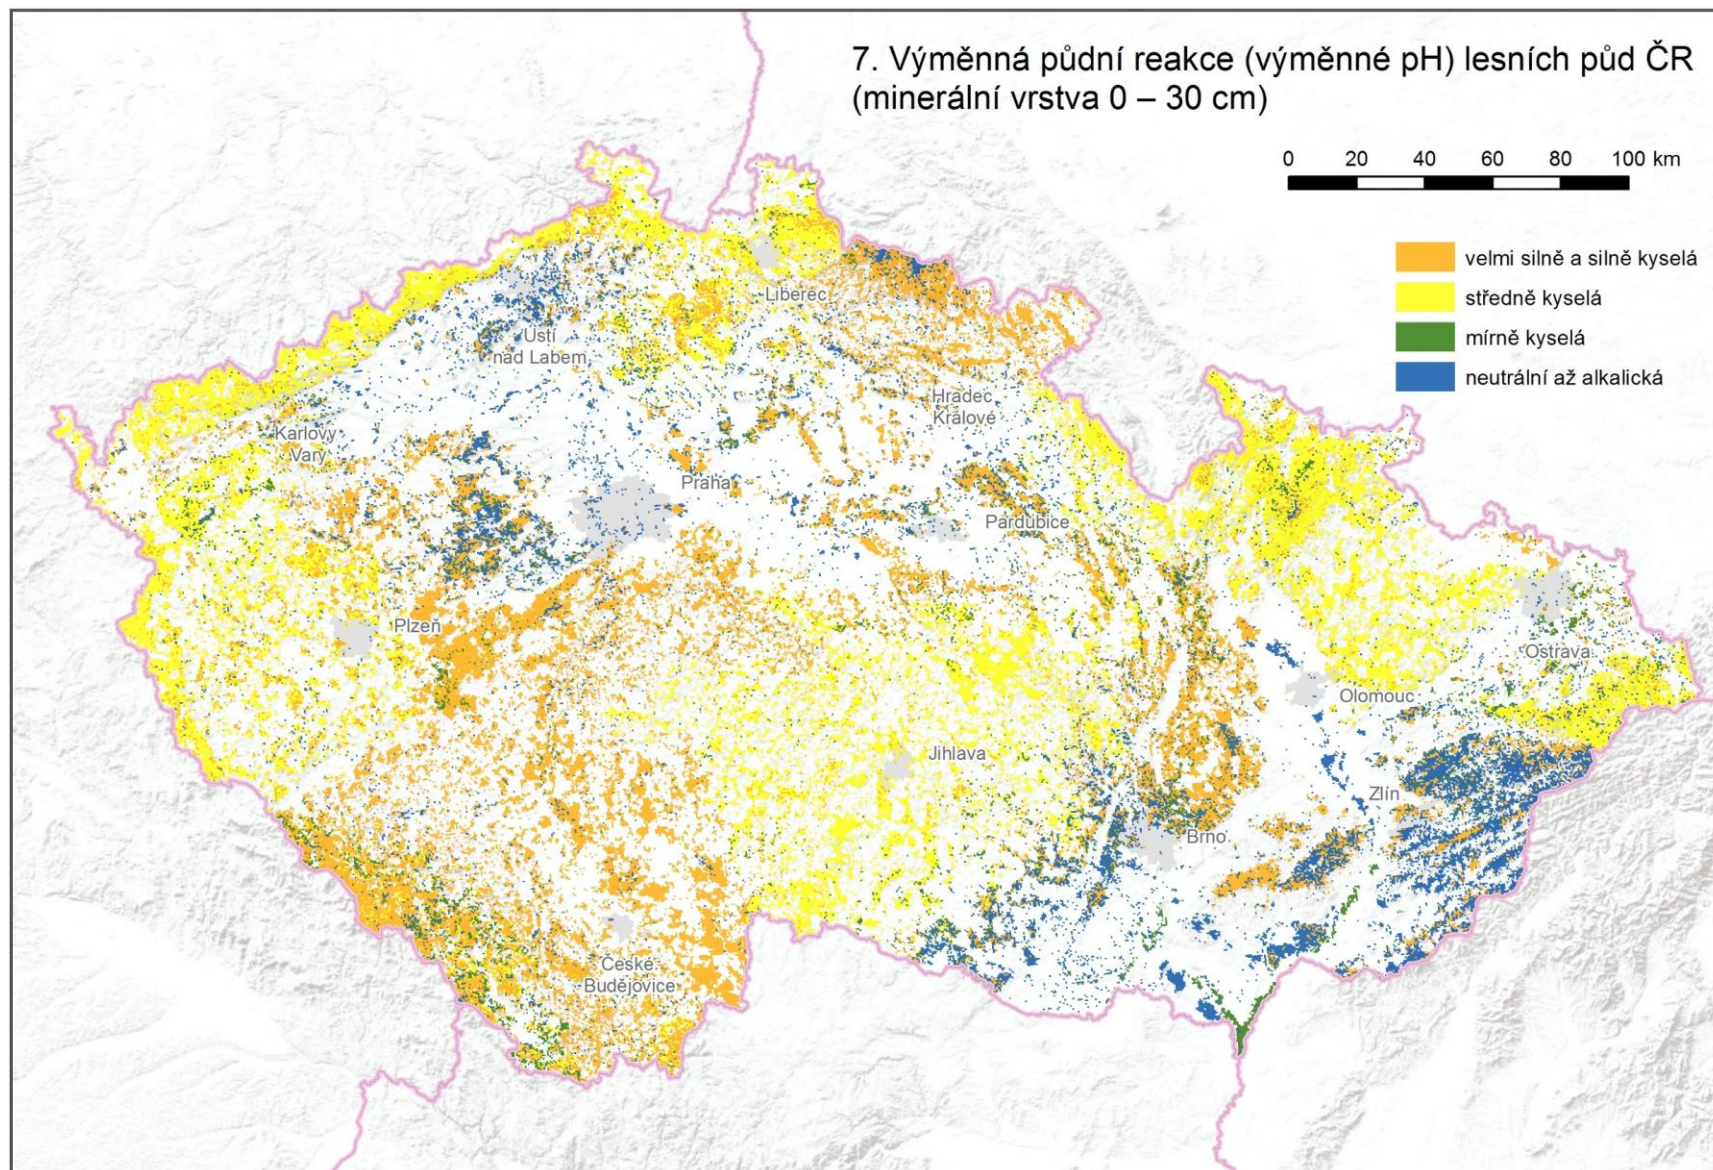 7. Výměnná půdní reakce (výměnné pH) lesních půd ČR
(minerální vrstva 0 – 30 cm)
0 20 40 60 80 100 km
velmi silně a silně kyselá
středně kyselá
mírně kyselá
neutrální až alkalická
Liberec
Ústí
nad Labem
Hradec
Králové
Karlovy
Vary
Praha
Pardubice
Plzeň
Ostrava
Olomouc
Jihlava
Zlín
Brno
České
Budějovice